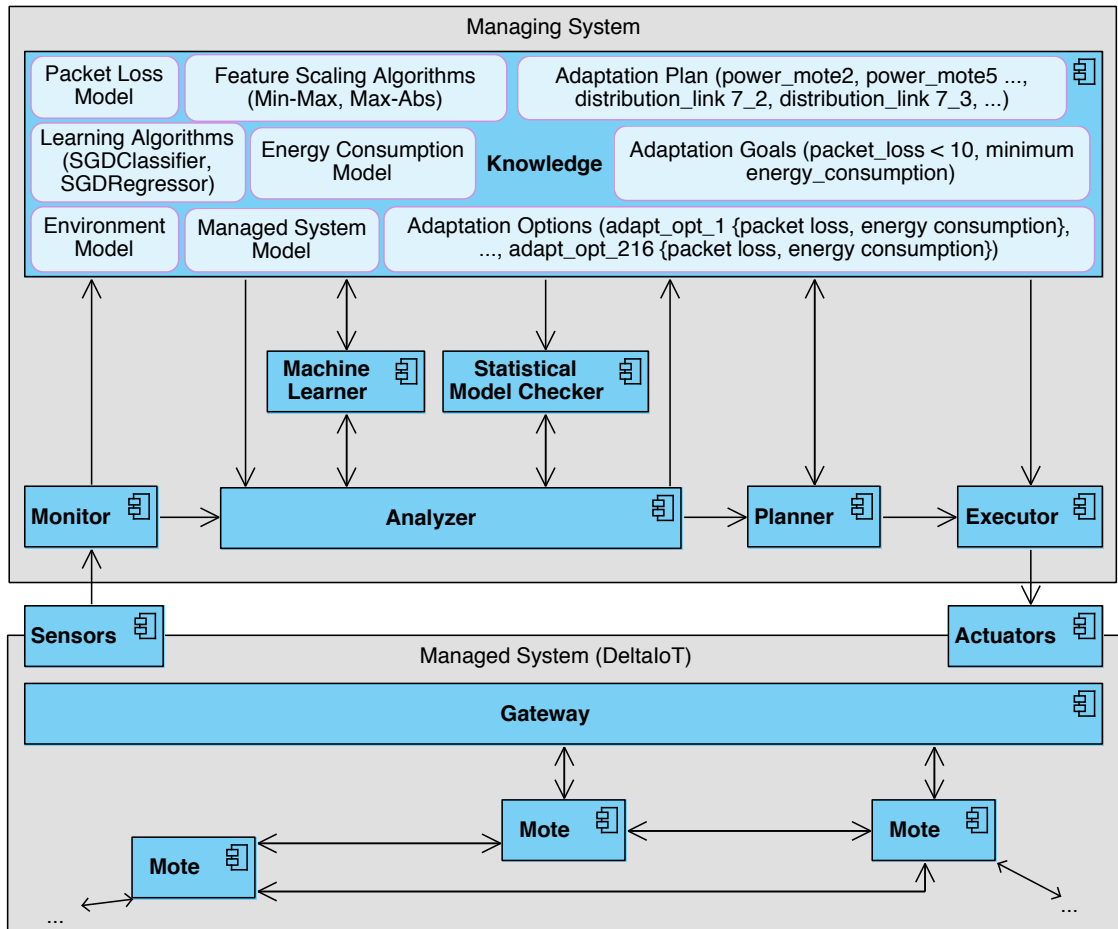 Managing System
Packet Loss
Model
Feature Scaling Algorithms
(Min-Max, Max-Abs)
Adaptation Plan (power_mote2, power_mote5 ...,
distribution_link 7_2, distribution_link 7_3, ...)
Learning Algorithms
(SGDClassifier,
SGDRegressor)
Energy Consumption
Model
Knowledge
Adaptation Goals (packet_loss < 10, minimum
energy_consumption)
Environment
Model
Managed System
Model
Adaptation Options (adapt_opt_1 {packet loss, energy consumption},
..., adapt_opt_216 {packet loss, energy consumption})
Machine
Learner
Statistical
Model Checker
Monitor
Analyzer
Planner
Executor
Sensors
Actuators
Managed System (DeltaIoT)
Gateway
Mote
Mote
Mote
...
...